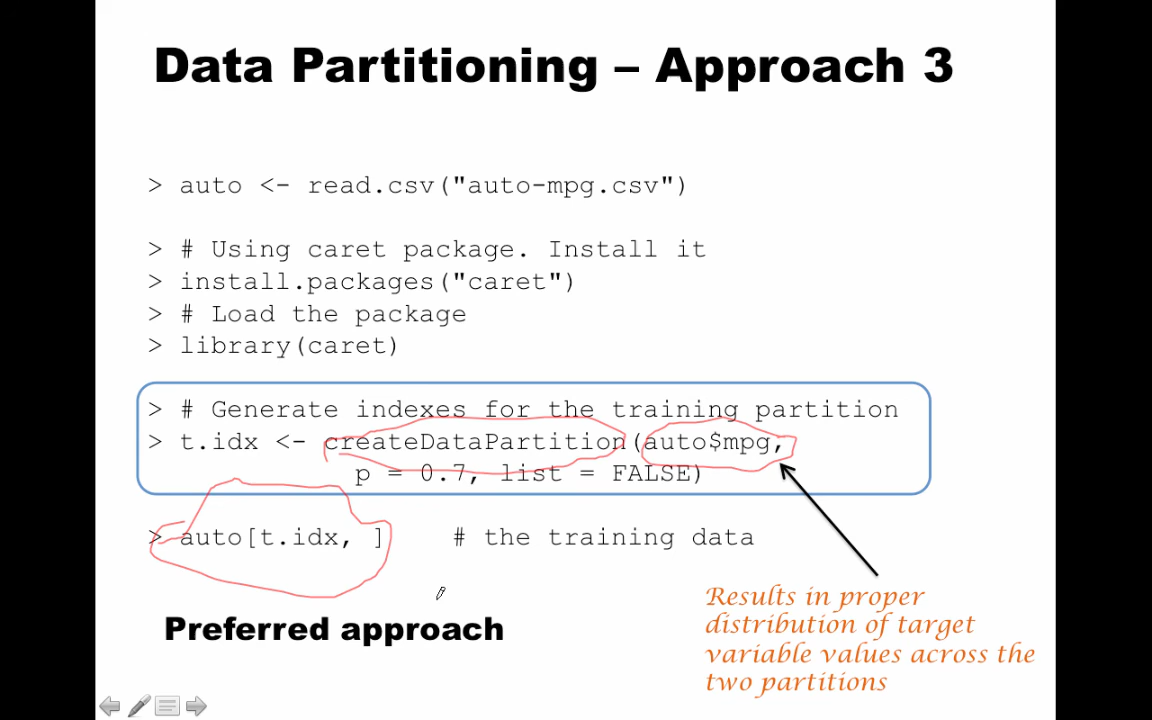 Data Partitioning – Approach 3
> auto <- read.csv("auto-mpg.csv")
> # Using caret package. Install it
> install.packages("caret")
> # Load the package
> library(caret)
> # Generate indexes for the training partition
> t.idx <- createDataPartition(auto$mpg,
p = 0.7, list = FALSE)
> auto[t.idx, ] # the training data
Results in proper
distribution of target
variable values across the
two partitions
Preferred approach